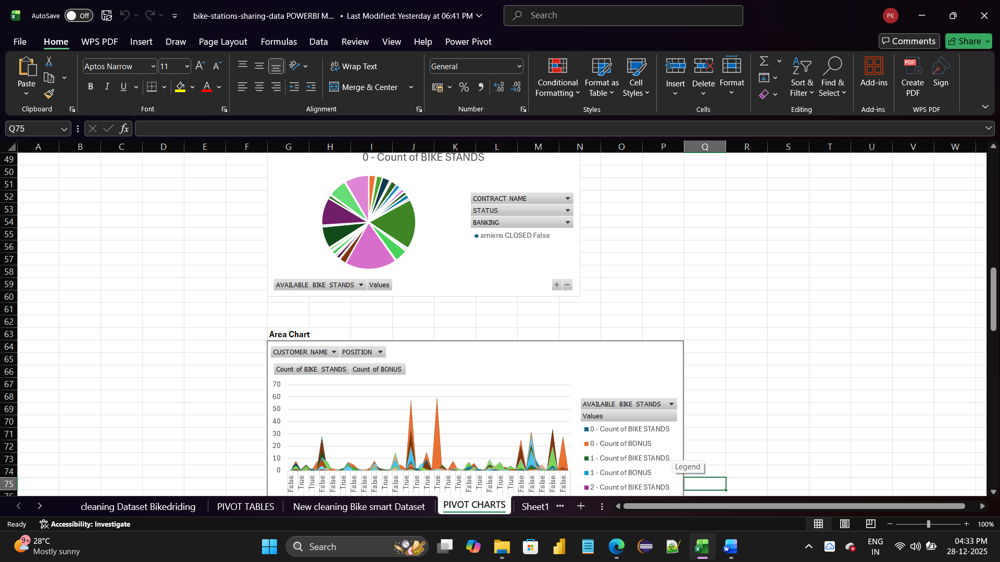 AutoSave Off bike-stations-sharing-data POWERBI M... • Last Modified: Yesterday at 06:41 PM Search PK
File Home WPS PDF Insert Draw Page Layout Formulas Data Review View Help Power Pivot Comments Share
Paste Aptos Narrow 11 Wrap Text General Conditional Formatting Format as Table Cell Styles Insert Delete Format Sort & Filter Find & Select Add-ins Create PDF Sign
B I U A Merge & Center
Clipboard Font Alignment Number Styles Cells Editing Add-ins WPS PDF
Q75 fx
A B C D E F G H I J K L M N O P Q R S T U V W
49
50
51
52
53
54
55
56
57
58
59
60
61
62
63
64
65
66
67
68
69
70
71
72
73
74
75
76
0 - Count of BIKE STANDS
CONTRACT NAME
STATUS
BANKING
amiens CLOSED False
AVAILABLE BIKE STANDS Values + −
Area Chart
CUSTOMER NAME POSITION
Count of BIKE STANDS Count of BONUS
70
60
50
40
30
20
10
0
False True True False False True False False False True False True True True True True True False True False True True False False False False False
AVAILABLE BIKE STANDS
Values
0 - Count of BIKE STANDS
0 - Count of BONUS
1 - Count of BIKE STANDS
1 - Count of BONUS
2 - Count of BIKE STANDS
Legend
cleaning Dataset Bikedriding PIVOT TABLES New cleaning Bike smart Dataset PIVOT CHARTS Sheet1 ••• +
Ready Accessibility: Investigate 100%
9+ 28°C
Mostly sunny
Search
ENG
IN
04:33 PM
28-12-2025